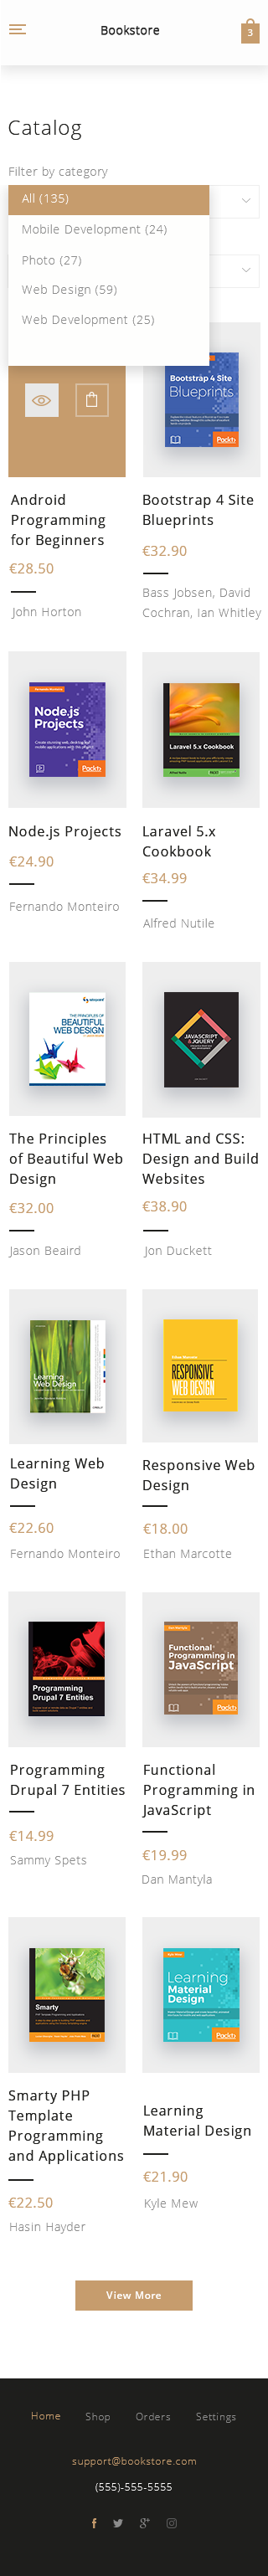 Bookstore
3
Catalog
Filter by category
All (135)
Mobile Development (24)
Photo (27)
Web Design (59)
Web Development (25)
Bootstrap 4 Site
Blueprints
Packt
Android
Programming
for Beginners
€28.50
John Horton
Bootstrap 4 Site
Blueprints
€32.90
Bass Jobsen, David
Cochran, Ian Whitley
Node.js
Projects
Packt
Laravel 5.x Cookbook
Node.js Projects
€24.90
Fernando Monteiro
Laravel 5.x
Cookbook
€34.99
Alfred Nutile
THE PRINCIPLES OF
BEAUTIFUL
WEB DESIGN
JAVASCRIPT
& JQUERY
The Principles
of Beautiful Web
Design
€32.00
Jason Beaird
HTML and CSS:
Design and Build
Websites
€38.90
Jon Duckett
Learning
Web Design
RESPONSIVE
WEB DESIGN
Learning Web
Design
€22.60
Fernando Monteiro
Responsive Web
Design
€18.00
Ethan Marcotte
Programming
Drupal 7 Entities
Functional
Programming in
JavaScript
Packt
Programming
Drupal 7 Entities
€14.99
Sammy Spets
Functional
Programming in
JavaScript
€19.99
Dan Mantyla
Smarty
Learning
Material Design
Packt
Smarty PHP
Template
Programming
and Applications
€22.50
Hasin Hayder
Learning
Material Design
€21.90
Kyle Mew
View More
Home Shop Orders Settings
support@bookstore.com
(555)-555-5555